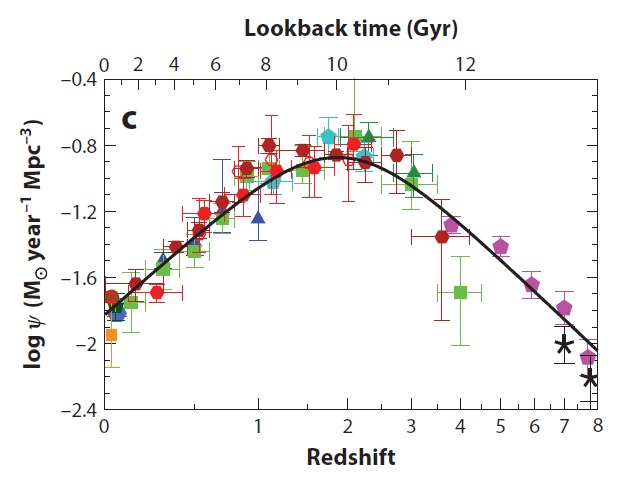 Lookback time (Gyr)
0 2 4 6 8 10 12
c
log ψ (M⊙ year⁻¹ Mpc⁻³)
−0.4
−0.8
−1.2
−1.6
−2
−2.4
0 1 2 3 4 5 6 7 8
Redshift